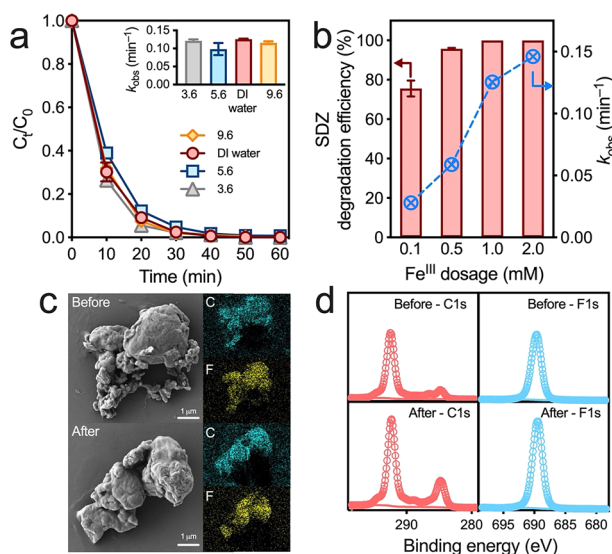 a
C_t/C_0
1.0
0.8
0.6
0.4
0.2
0.0
0 10 20 30 40 50 60
Time (min)
k_obs (min⁻¹)
0.15
0.10
0.05
0.00
3.6 5.6 DI water 9.6
9.6
DI water
5.6
3.6
b
SDZ
degradation efficiency (%)
100
80
60
40
20
0
0.15
0.10
0.05
0.00
k_obs (min⁻¹)
0.1 0.5 1.0 2.0
Fe^III dosage (mM)
c
Before
1 μm
C
F
After
1 μm
C
F
d
Before - C1s
Before - F1s
After - C1s
After - F1s
290 280 695 690 685 680
Binding energy (eV)